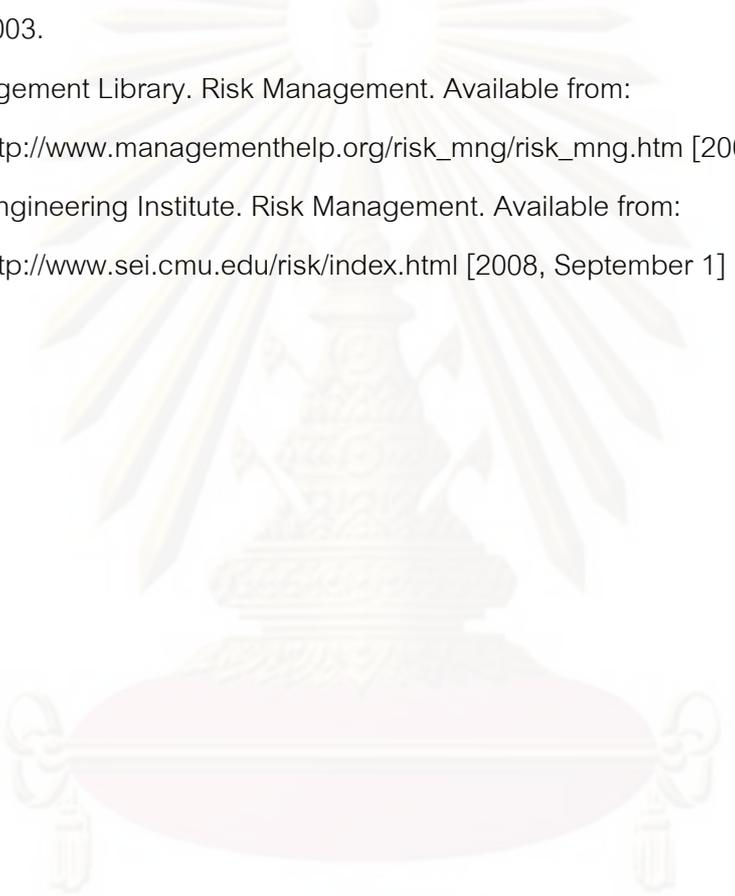 003.
gement Library. Risk Management. Available from:
tp://www.managementhelp.org/risk_mng/risk_mng.htm [200
ngineering Institute. Risk Management. Available from:
tp://www.sei.cmu.edu/risk/index.html [2008, September 1]